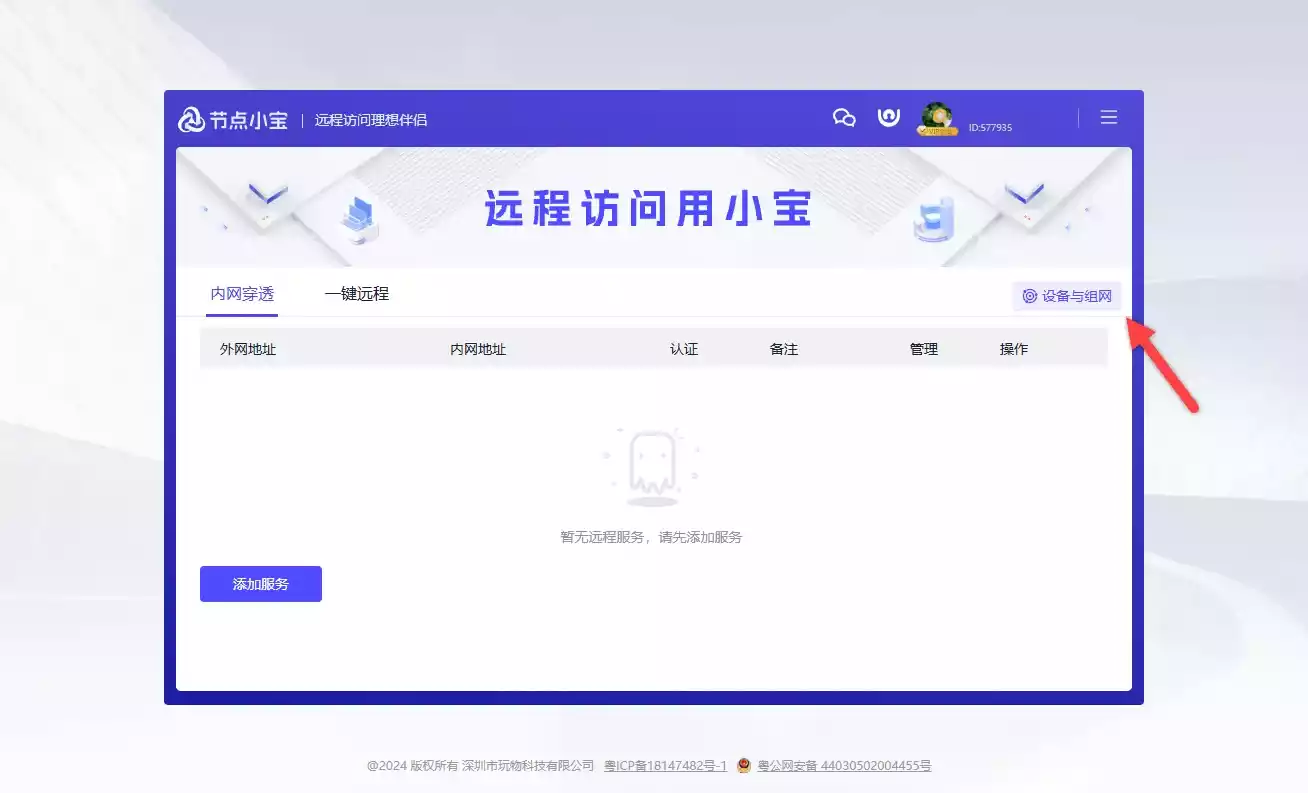 节点小宝 | 远程访问理想伴侣
ID:577935
远程访问用小宝
内网穿透 一键远程 设备与组网
外网地址 内网地址 认证 备注 管理 操作
暂无远程服务，请先添加服务
添加服务
@2024 版权所有 深圳市玩物科技有限公司 粤ICP备18147482号-1 粤公网安备 44030502004455号